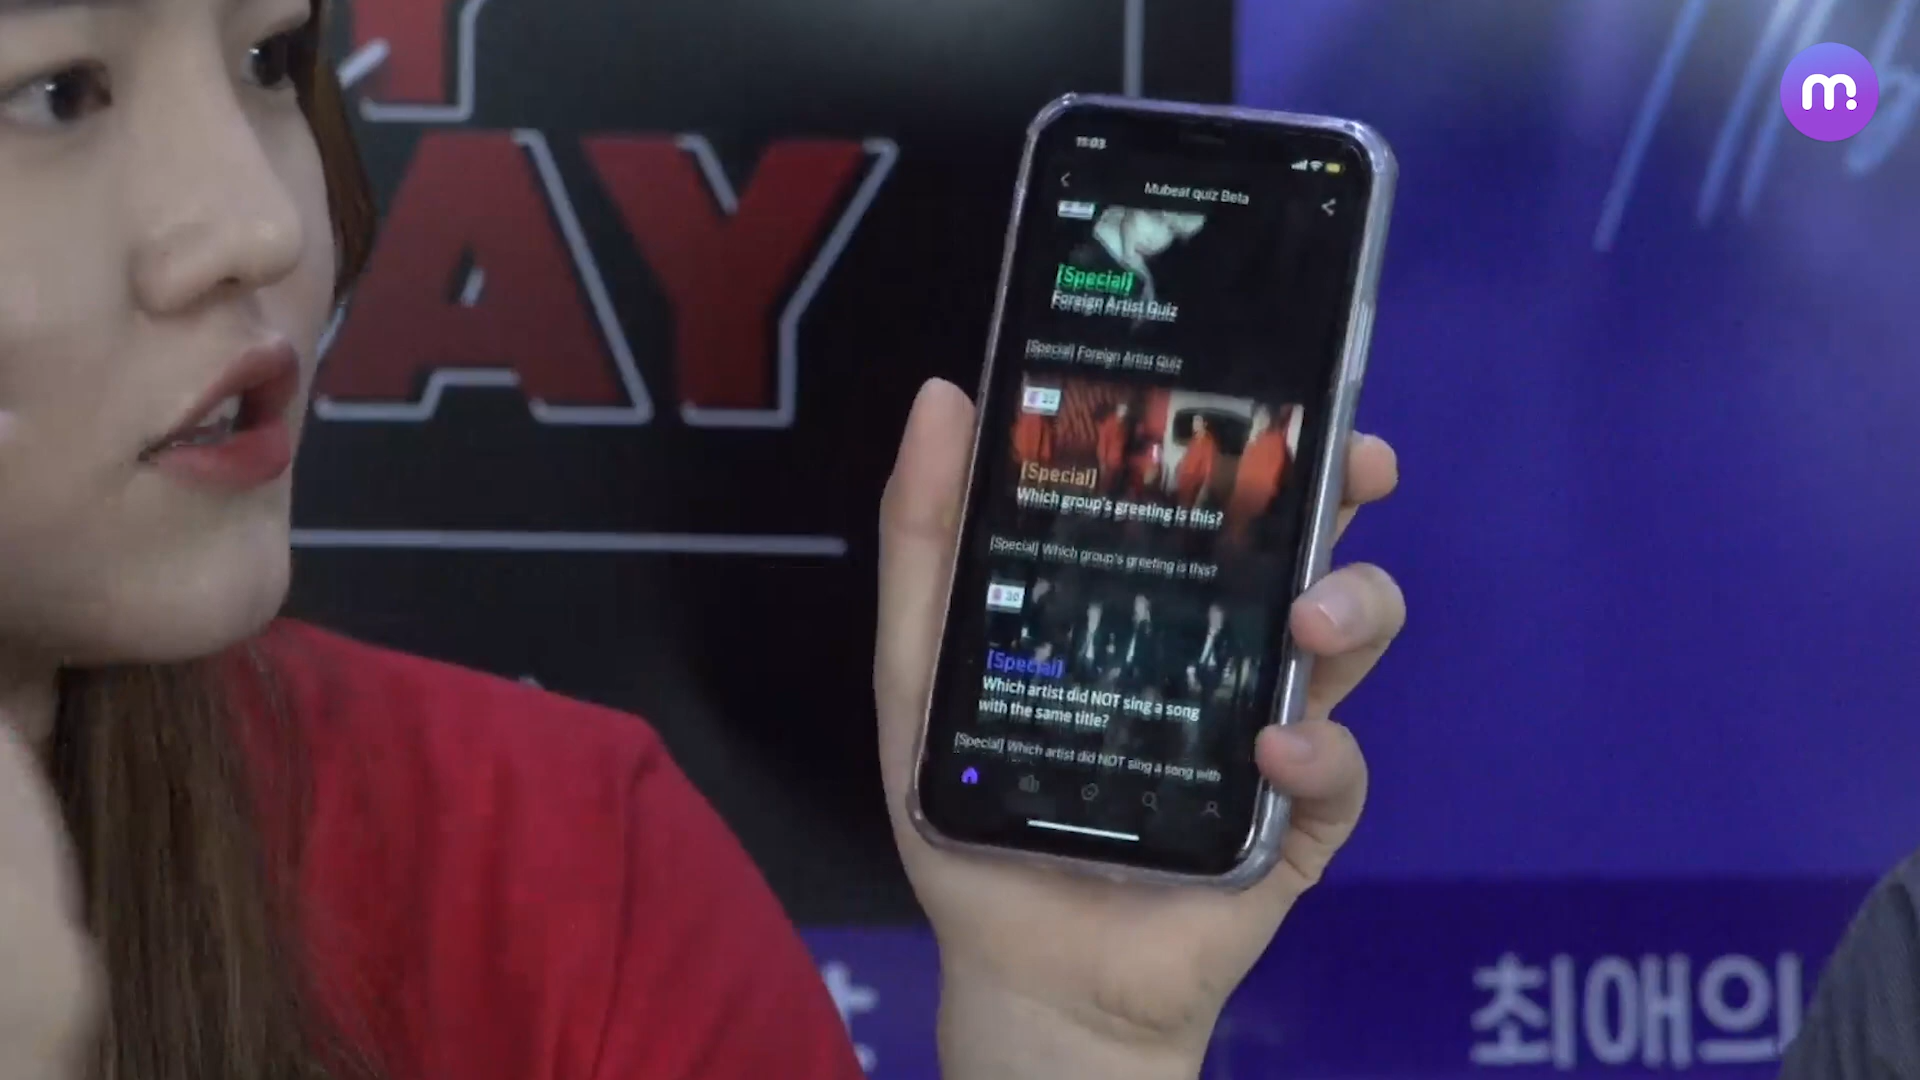 AY
m.
11:03
Mubeat quiz Beta
[Special]
Foreign Artist Quiz
[Special] Foreign Artist Quiz
[Special]
Which group's greeting is this?
[Special] Which group's greeting is this?
30
[Special]
Which artist did NOT sing a song
with the same title?
[Special] Which artist did NOT sing a song with
최애의